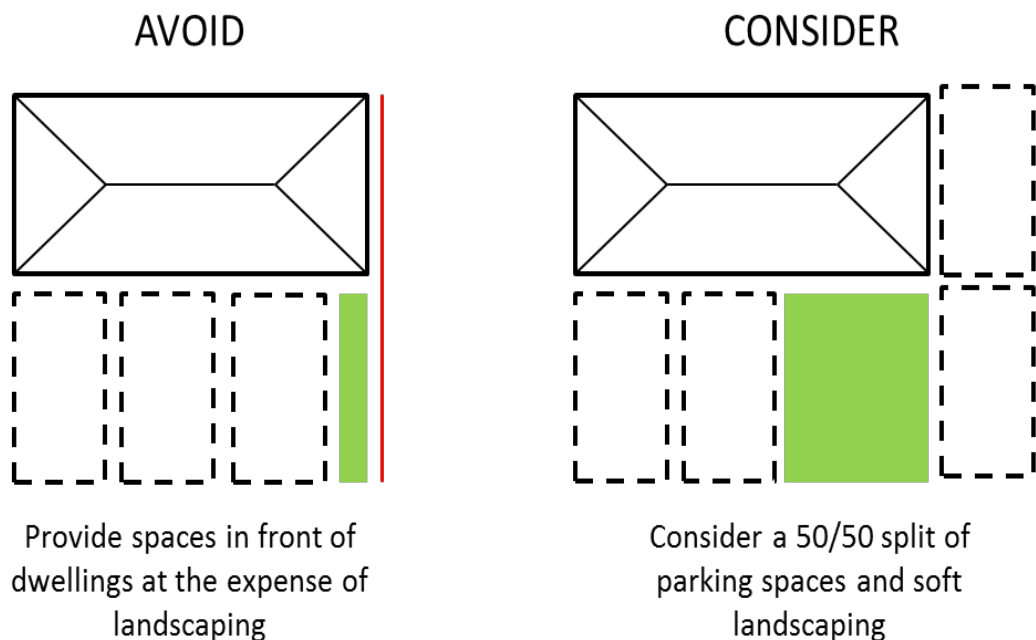 AVOID
CONSIDER
Provide spaces in front of
dwellings at the expense of
landscaping
Consider a 50/50 split of
parking spaces and soft
landscaping